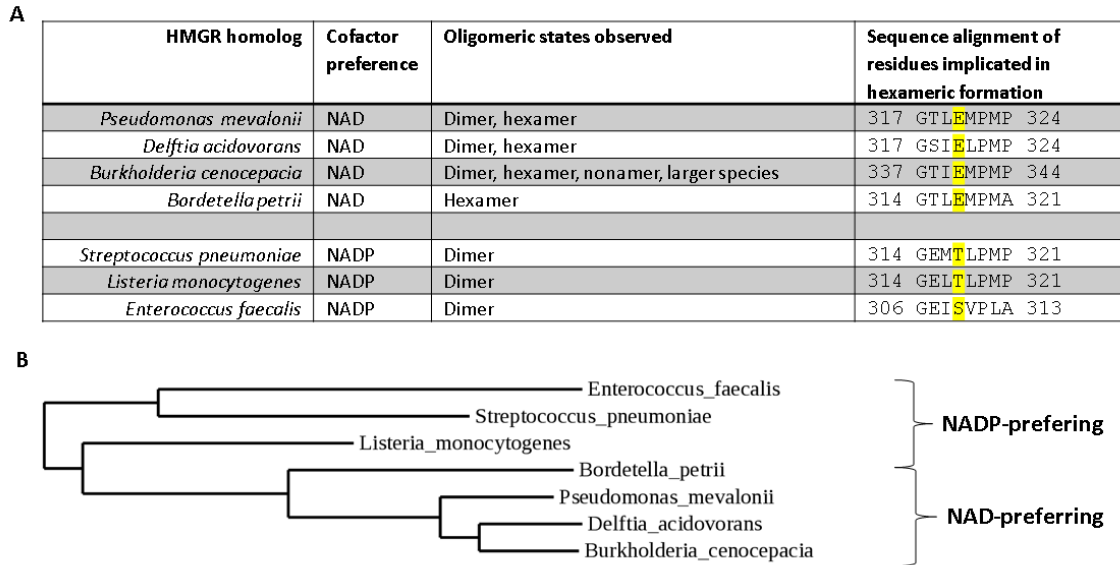 A
HMGR homolog Cofactor preference Oligomeric states observed Sequence alignment of residues implicated in hexameric formation
Pseudomonas mevalonii NAD Dimer, hexamer 317 GTLEMPMP 324
Delftia acidovorans NAD Dimer, hexamer 317 GSIELPMP 324
Burkholderia cenocepacia NAD Dimer, hexamer, nonamer, larger species 337 GTIEMPMP 344
Bordetella petrii NAD Hexamer 314 GTLEMPMA 321
Streptococcus pneumoniae NADP Dimer 314 GEMTLPMP 321
Listeria monocytogenes NADP Dimer 314 GELTLPMP 321
Enterococcus faecalis NADP Dimer 306 GEISVPLA 313
B
Enterococcus_faecalis
Streptococcus_pneumoniae
Listeria_monocytogenes
NADP-prefering
Bordetella_petrii
Pseudomonas_mevalonii
Delftia_acidovorans
Burkholderia_cenocepacia
NAD-preferring